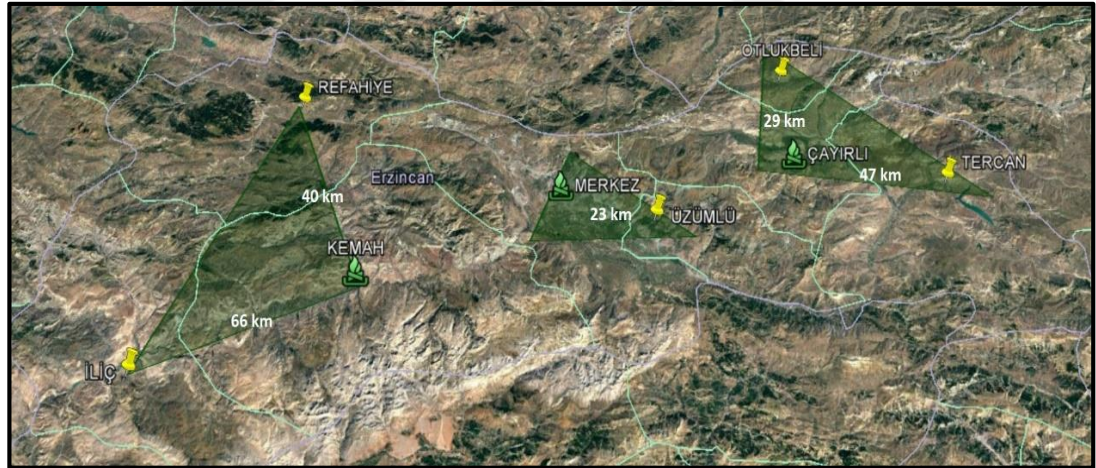 OTLUKBELİ
REFAHİYE
29 km
ÇAYIRLI
TERCAN
47 km
Erzincan
MERKEZ
40 km
23 km
ÜZÜMLÜ
KEMAH
66 km
İLİÇ